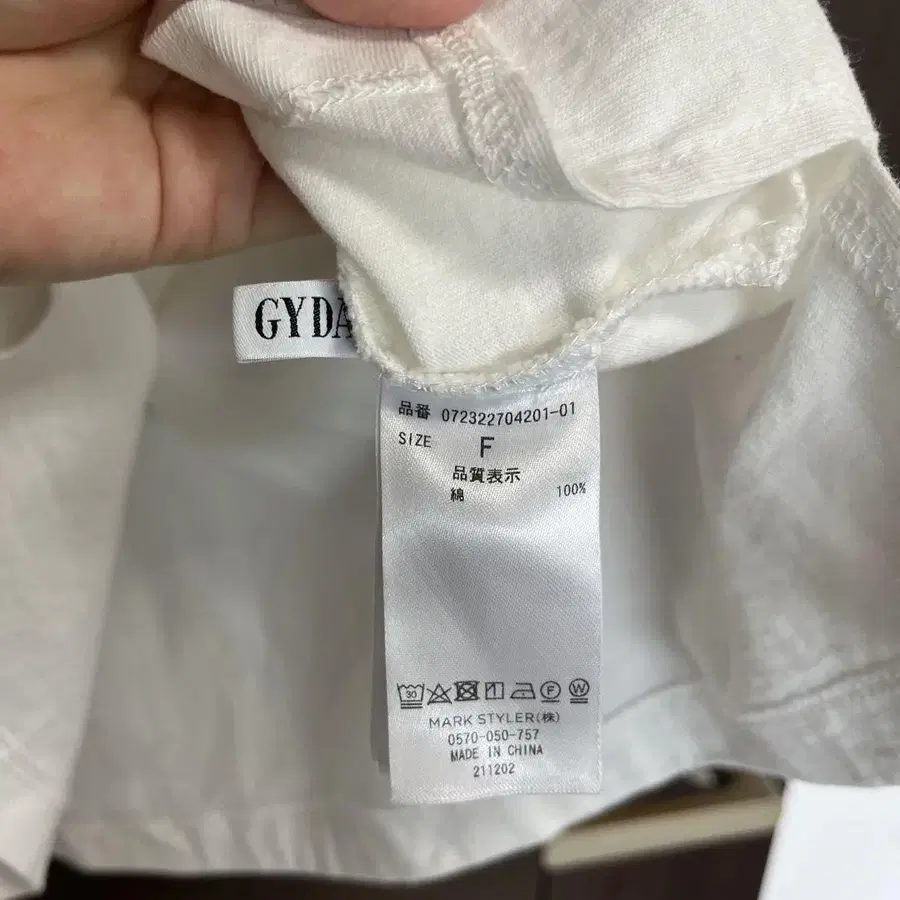 GYDA
品番 072322704201-01
SIZE F
品質表示
綿 100%
30 F W
MARK STYLER(株)
0570-050-757
MADE IN CHINA
211202